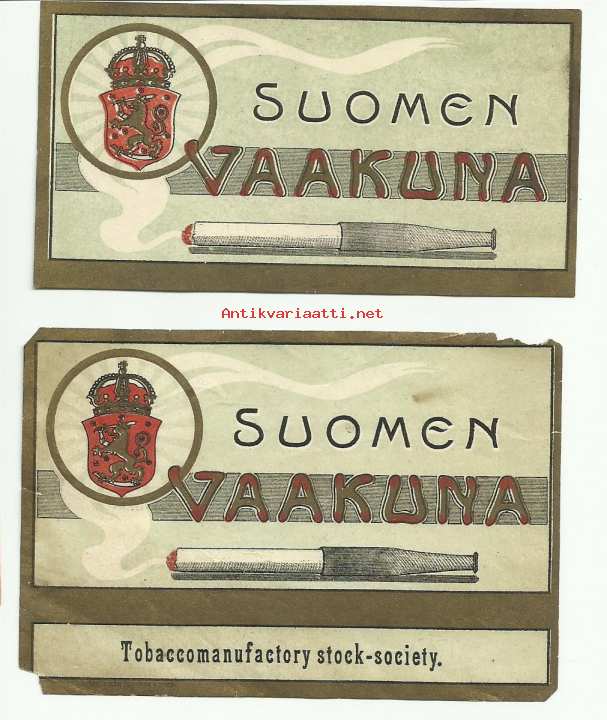 SUOMEN
VAAKUNA
Antikvariaatti.net
SUOMEN
VAAKUNA
Tobaccomanufactory stock-society.